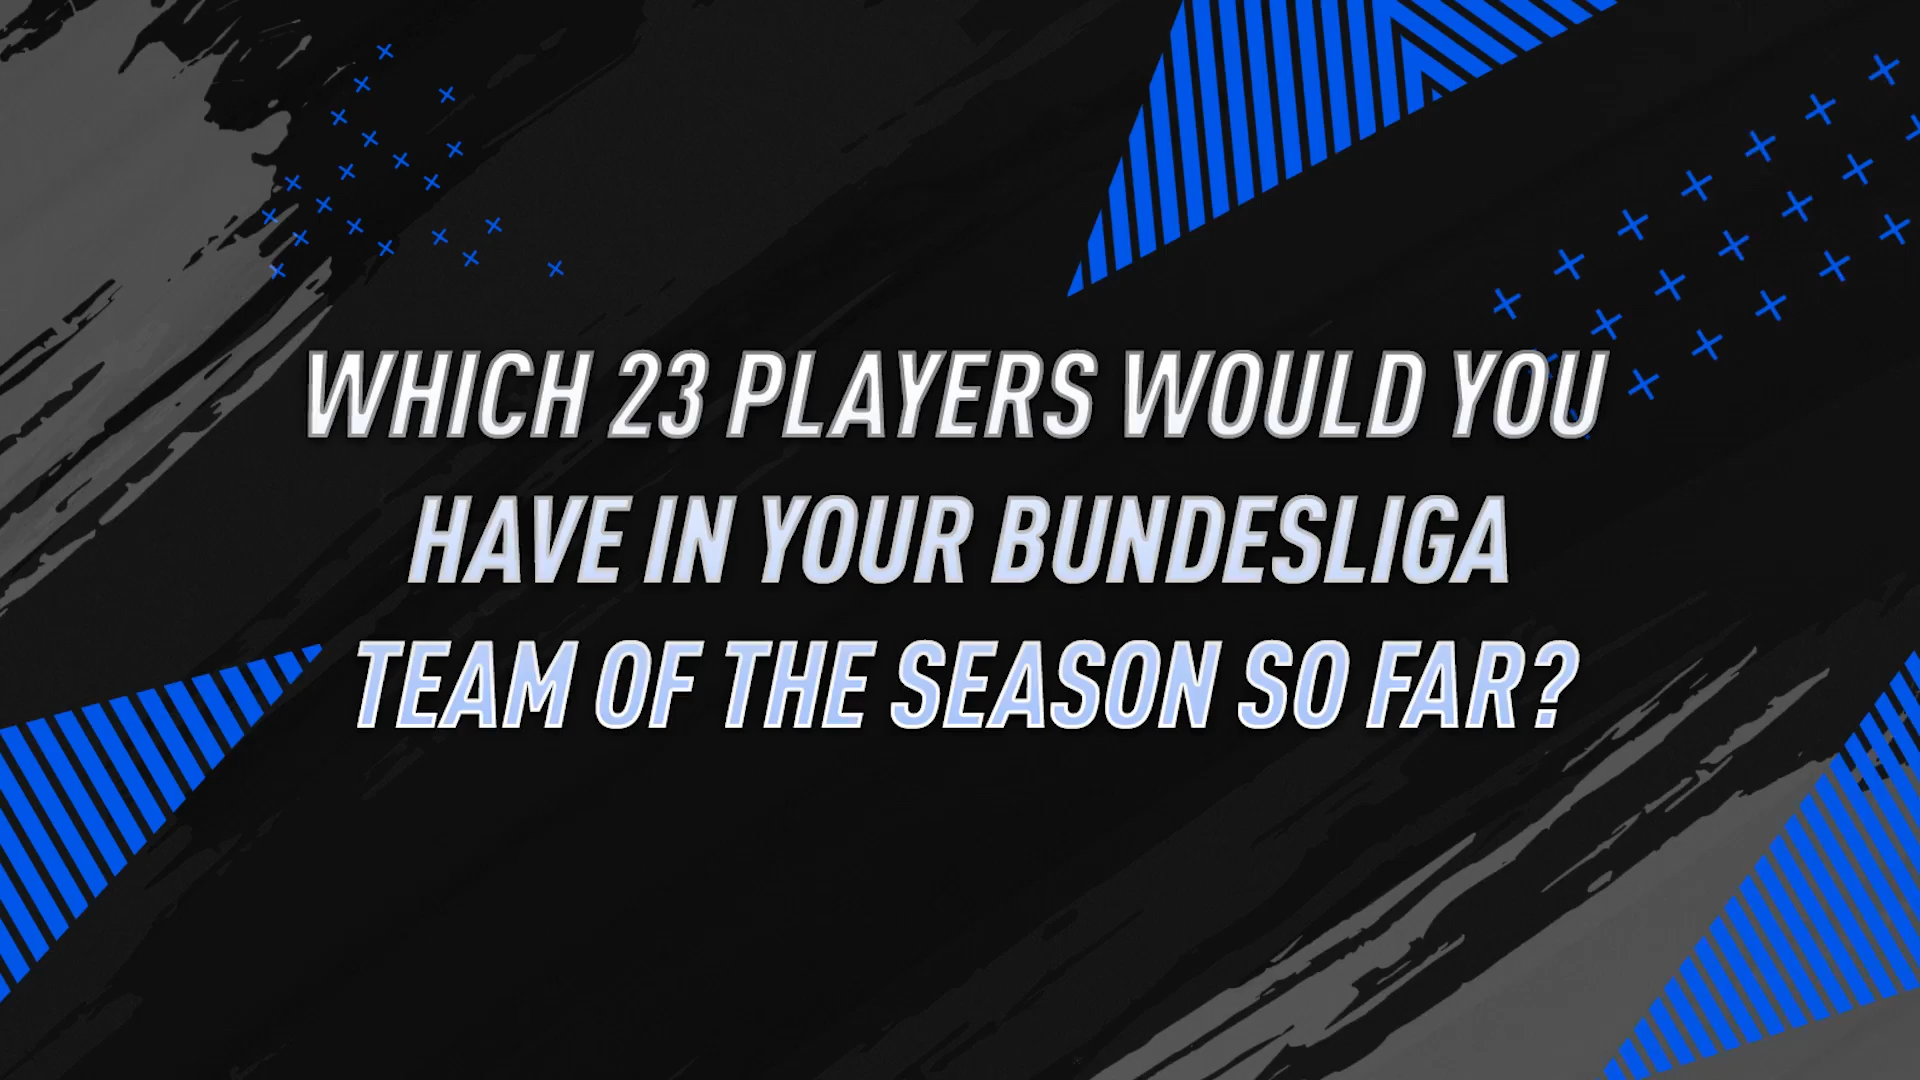 WHICH 23 PLAYERS WOULD YOU
HAVE IN YOUR BUNDESLIGA
TEAM OF THE SEASON SO FAR?